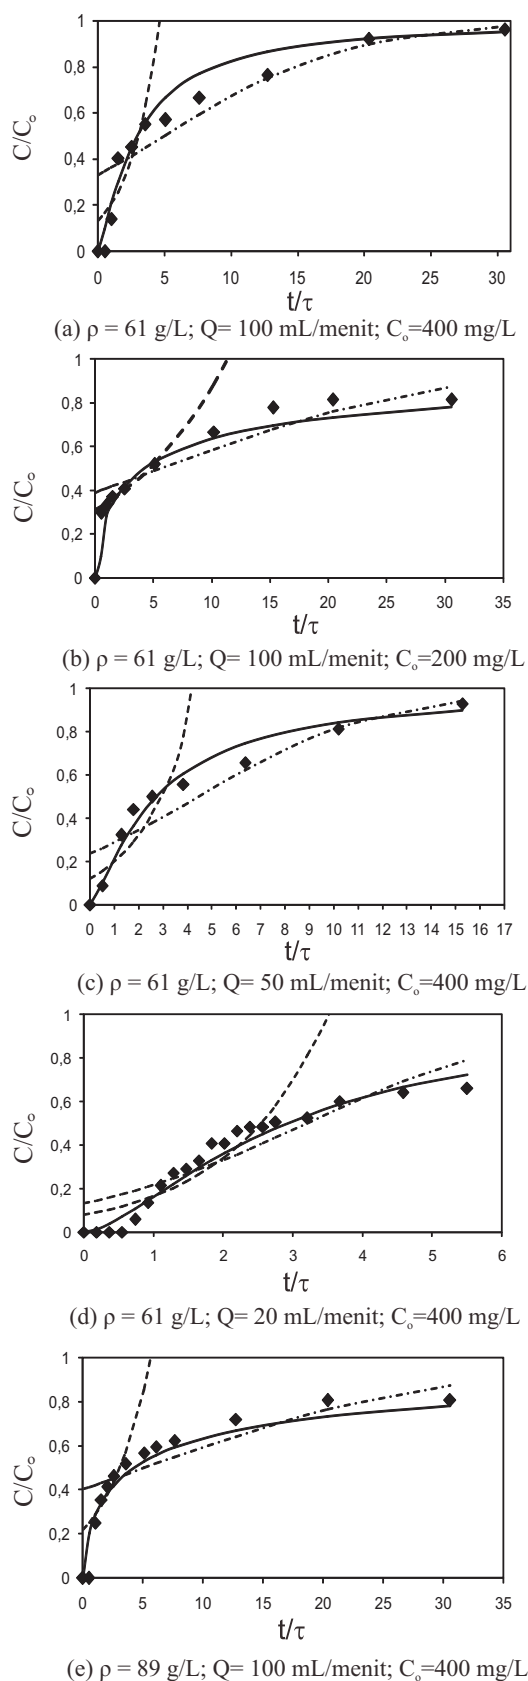 1
0,8
0,6
0,4
0,2
0
C/Cₒ
0 5 10 15 20 25 30
t/τ
(a) ρ = 61 g/L; Q= 100 mL/menit; Cₒ=400 mg/L
1
0,8
0,6
0,4
0,2
0
C/Cₒ
0 5 10 15 20 25 30 35
t/τ
(b) ρ = 61 g/L; Q= 100 mL/menit; Cₒ=200 mg/L
1
0,8
0,6
0,4
0,2
0
C/Cₒ
0 1 2 3 4 5 6 7 8 9 10 11 12 13 14 15 16 17
t/τ
(c) ρ = 61 g/L; Q= 50 mL/menit; Cₒ=400 mg/L
1
0,8
0,6
0,4
0,2
0
C/Cₒ
0 1 2 3 4 5 6
t/τ
(d) ρ = 61 g/L; Q= 20 mL/menit; Cₒ=400 mg/L
1
0,8
0,6
0,4
0,2
0
C/Cₒ
0 5 10 15 20 25 30 35
t/τ
(e) ρ = 89 g/L; Q= 100 mL/menit; Cₒ=400 mg/L